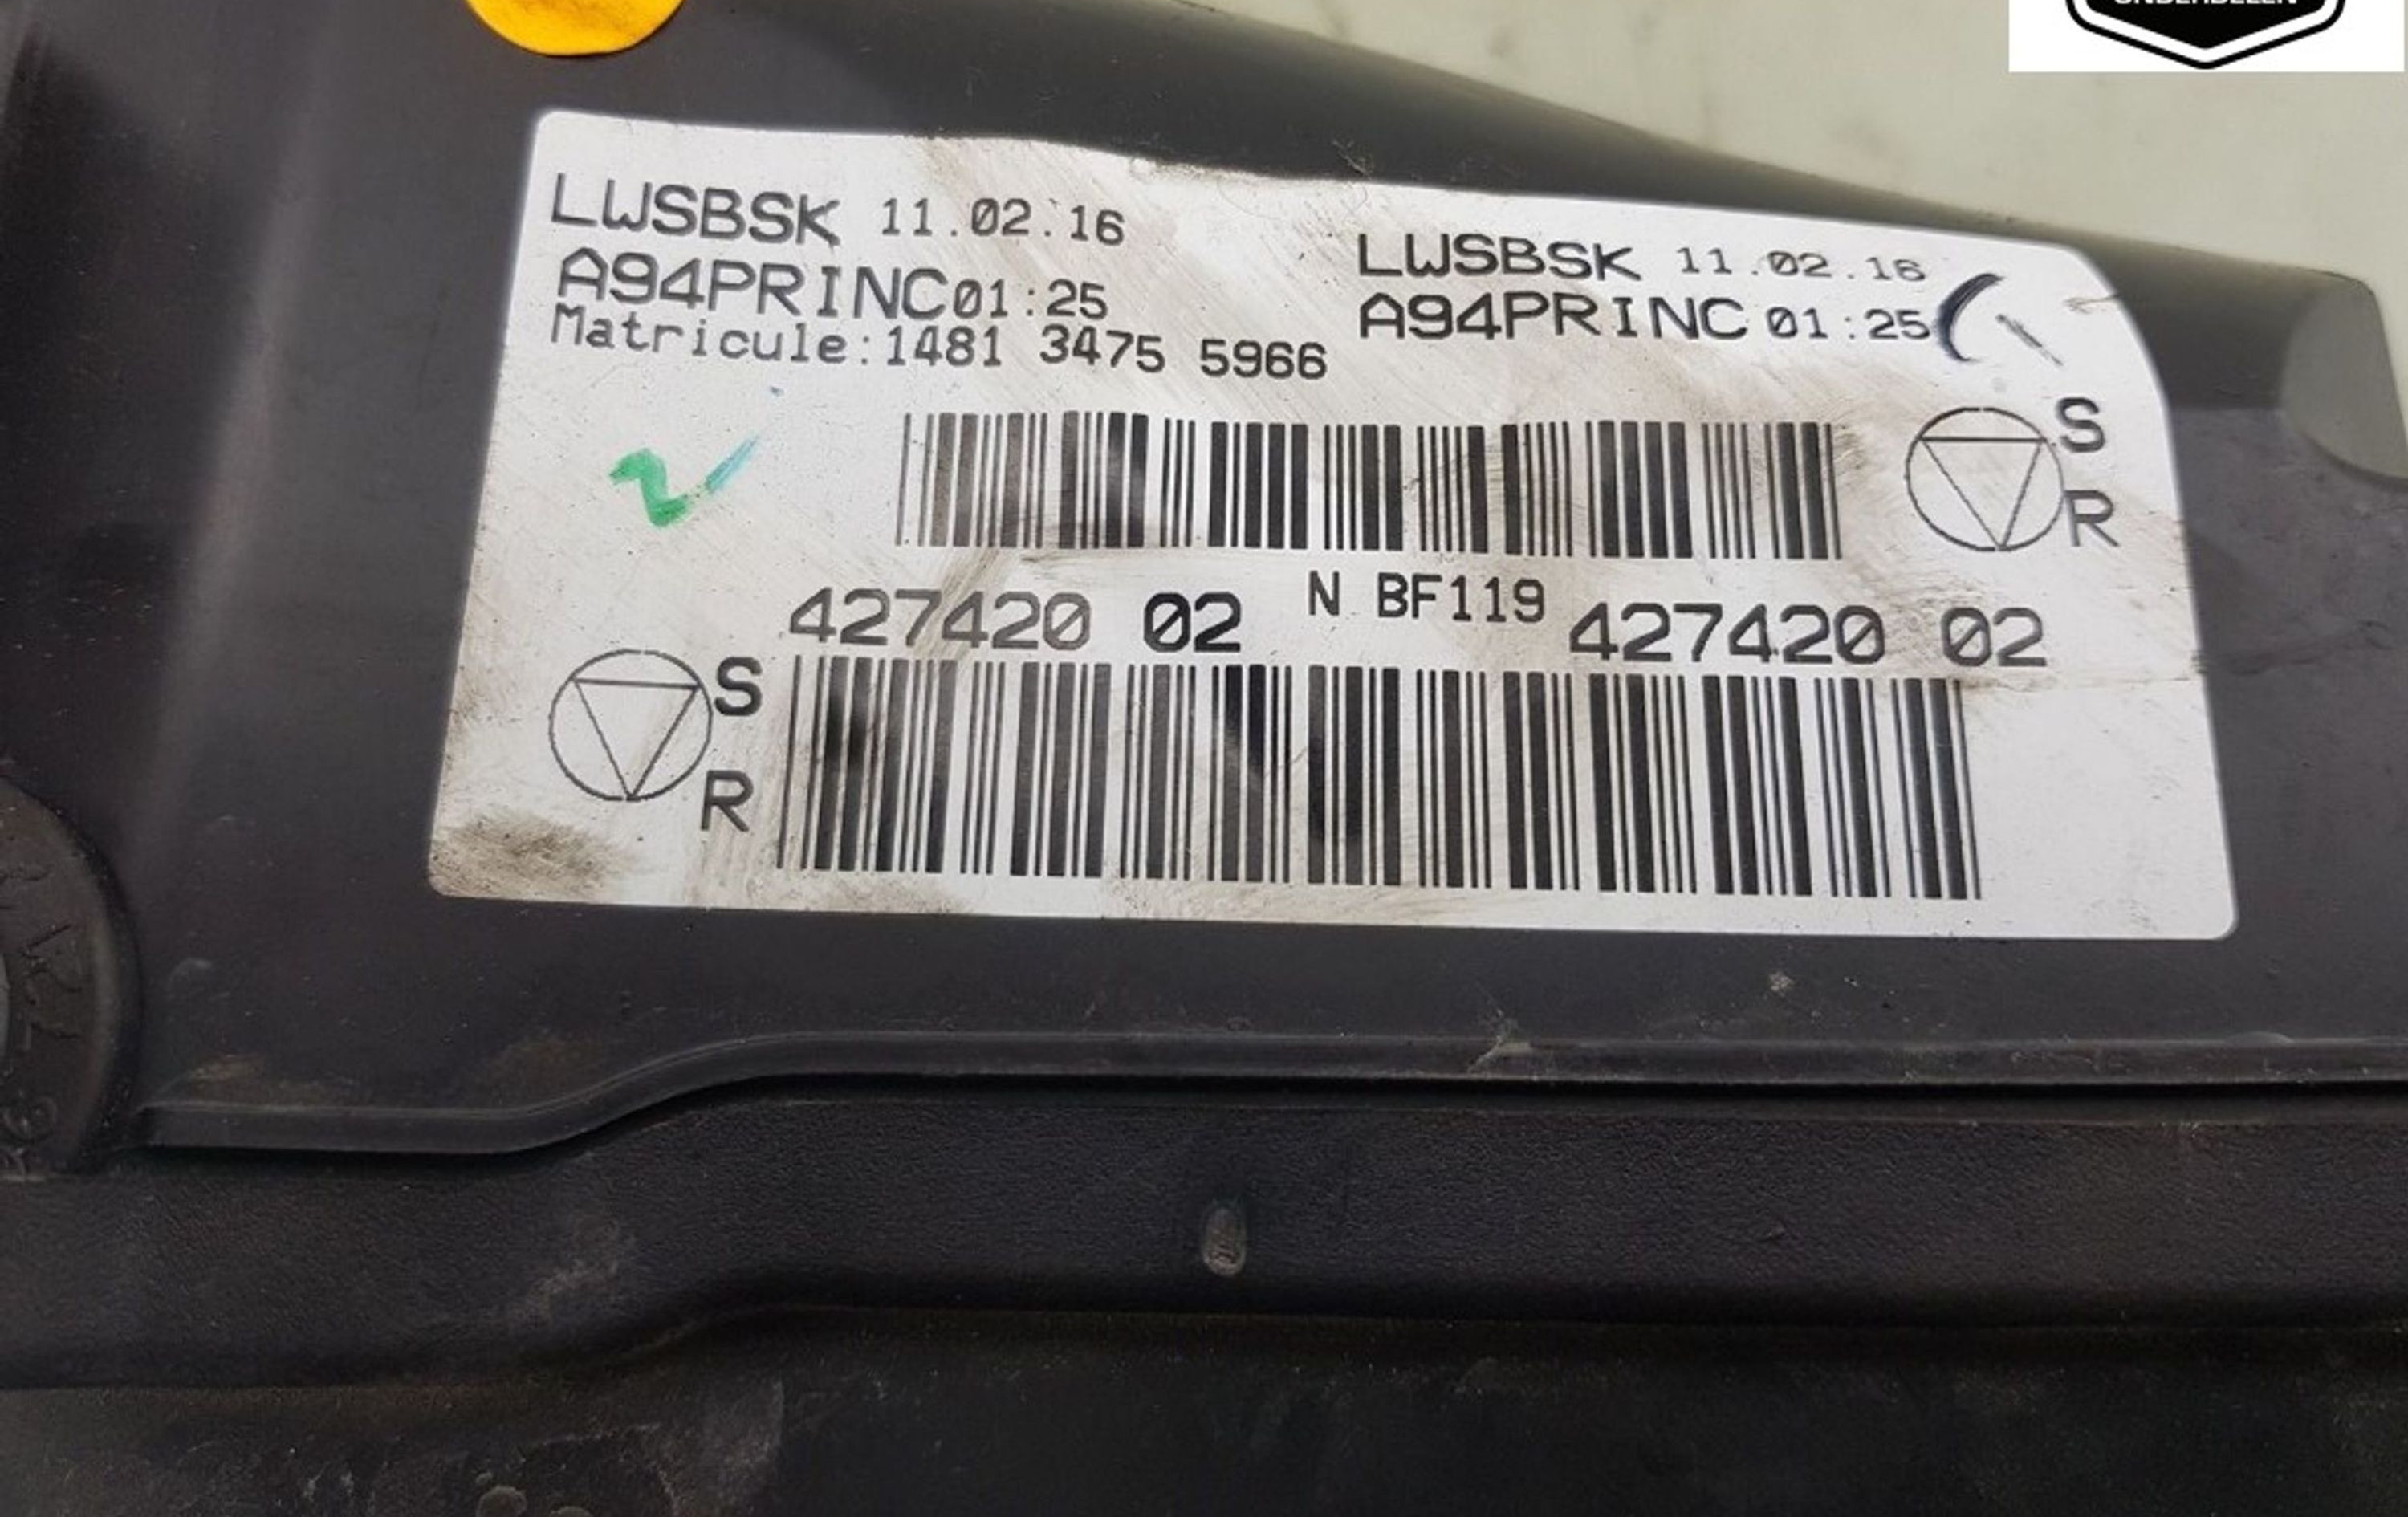 ONDERDELEN
LWSBSK 11.02.16
A94PRINC01:25
Matricule:1481 3475 5966
LWSBSK 11.02.16
A94PRINC 01:25
S
R
N BF119
427420 02
427420 02
S
R